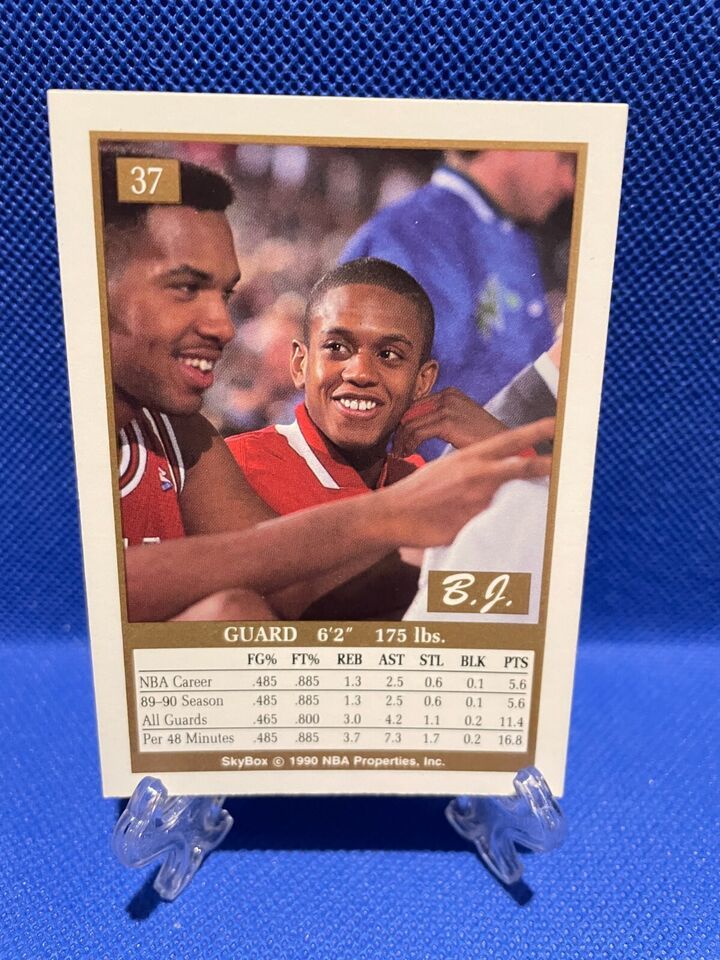 37
B.J.
GUARD 6'2" 175 lbs.
FG% FT% REB AST STL BLK PTS
NBA Career .485 .885 1.3 2.5 0.6 0.1 5.6
89–90 Season .485 .885 1.3 2.5 0.6 0.1 5.6
All Guards .465 .800 3.0 4.2 1.1 0.2 11.4
Per 48 Minutes .485 .885 3.7 7.3 1.7 0.2 16.8
SkyBox © 1990 NBA Properties, Inc.